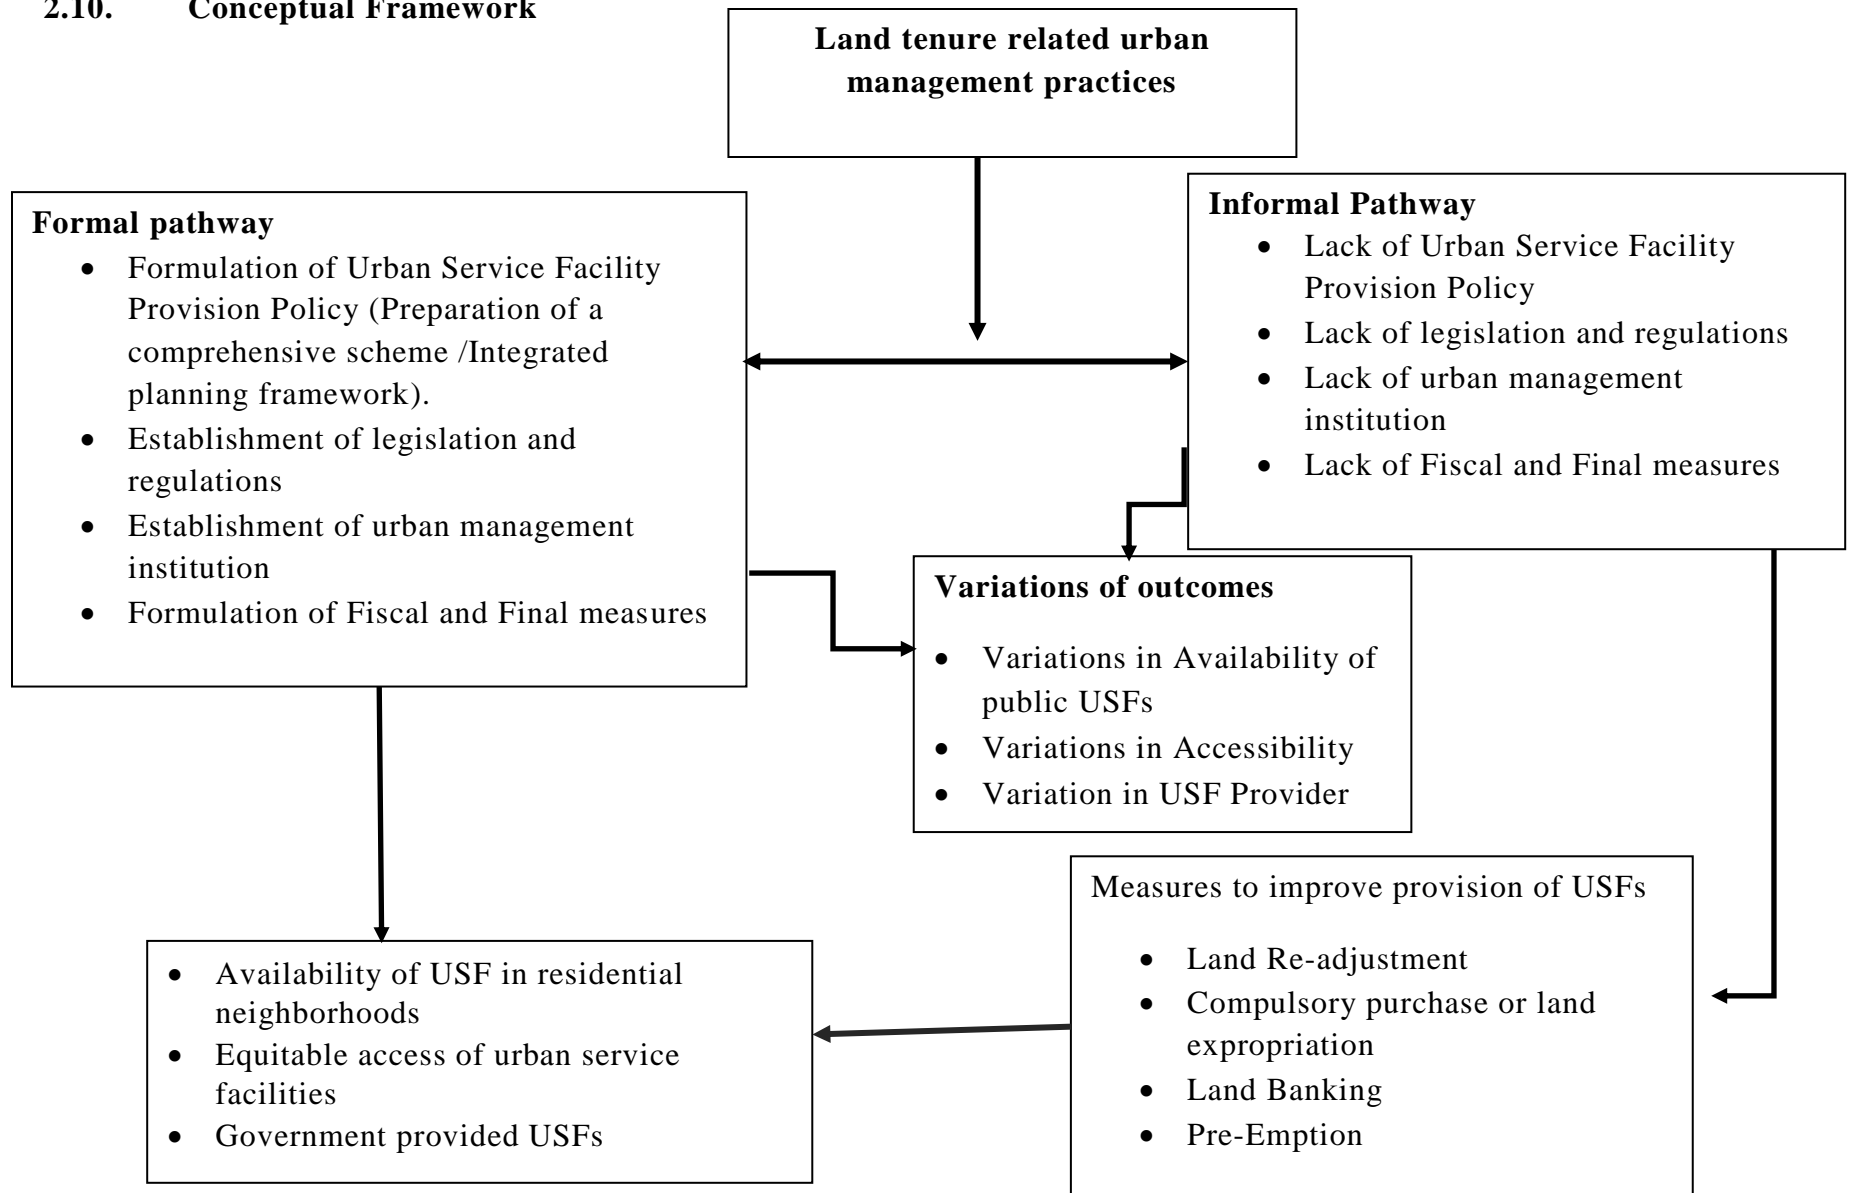 2.10. Conceptual Framework
Land tenure related urban
management practices
Formal pathway
• Formulation of Urban Service Facility
Provision Policy (Preparation of a
comprehensive scheme /Integrated
planning framework).
• Establishment of legislation and
regulations
• Establishment of urban management
institution
• Formulation of Fiscal and Final measures
Informal Pathway
• Lack of Urban Service Facility
Provision Policy
• Lack of legislation and regulations
• Lack of urban management
institution
• Lack of Fiscal and Final measures
Variations of outcomes
• Variations in Availability of
public USFs
• Variations in Accessibility
• Variation in USF Provider
Measures to improve provision of USFs
• Land Re-adjustment
• Compulsory purchase or land
expropriation
• Land Banking
• Pre-Emption
• Availability of USF in residential
neighborhoods
• Equitable access of urban service
facilities
• Government provided USFs